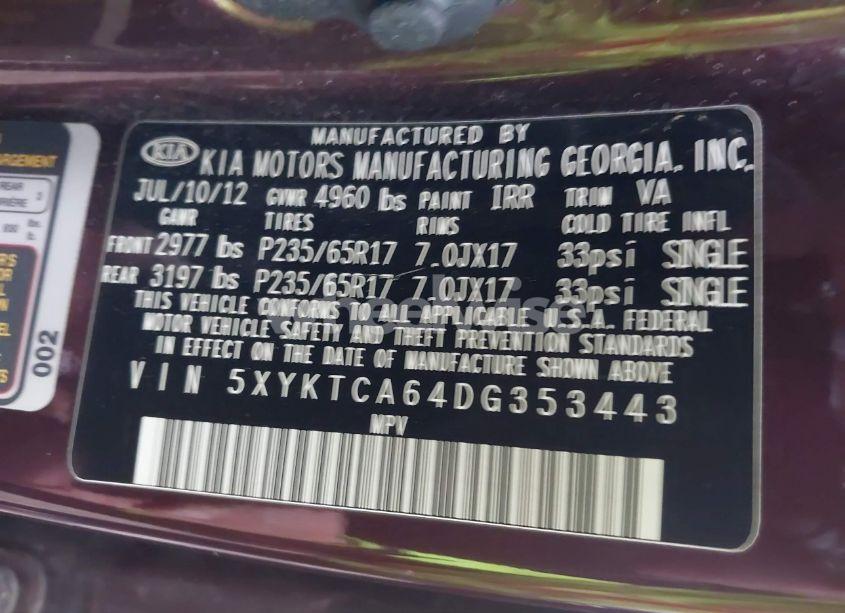 MANUFACTURED BY
KIA KIA MOTORS MANUFACTURING GEORGIA, INC.
JUL/10/12 GVWR 4960 lbs PAINT IRR TRIM VA
GAWR TIRES RIMS COLD TIRE INFL
FRONT 2977 lbs P235/65R17 7.0JX17 33psi SINGLE
REAR 3197 lbs P235/65R17 7.0JX17 33psi SINGLE
THIS VEHICLE CONFORMS TO ALL APPLICABLE U.S.A. FEDERAL
MOTOR VEHICLE SAFETY AND THEFT PREVENTION STANDARDS
IN EFFECT ON THE DATE OF MANUFACTURE SHOWN ABOVE
VIN 5XYKTCA64DG353443
MPV
REAR
002